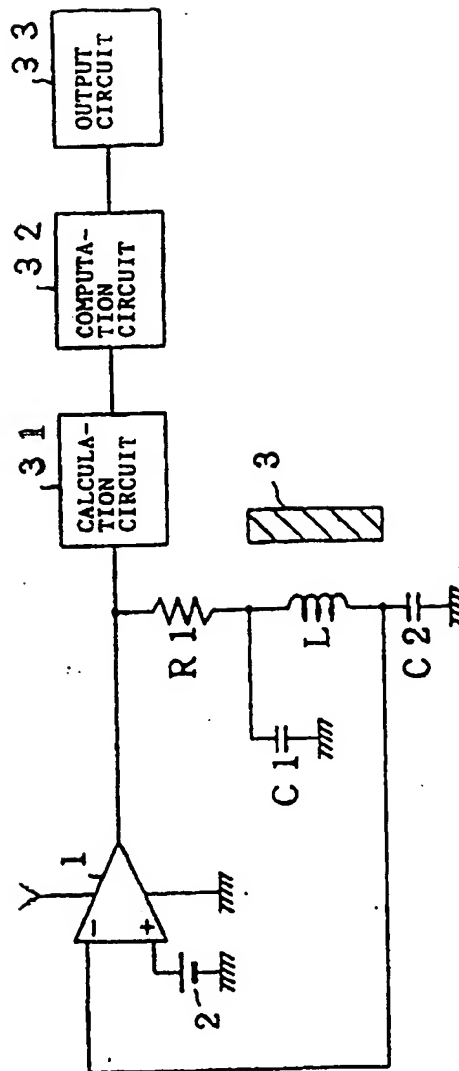 1
2
3 1
CALCULA-
TION
CIRCUIT
3 2
COMPUTA-
TION
CIRCUIT
3 3
OUTPUT
CIRCUIT
−
+
R 1
C 1
L
C 2
3